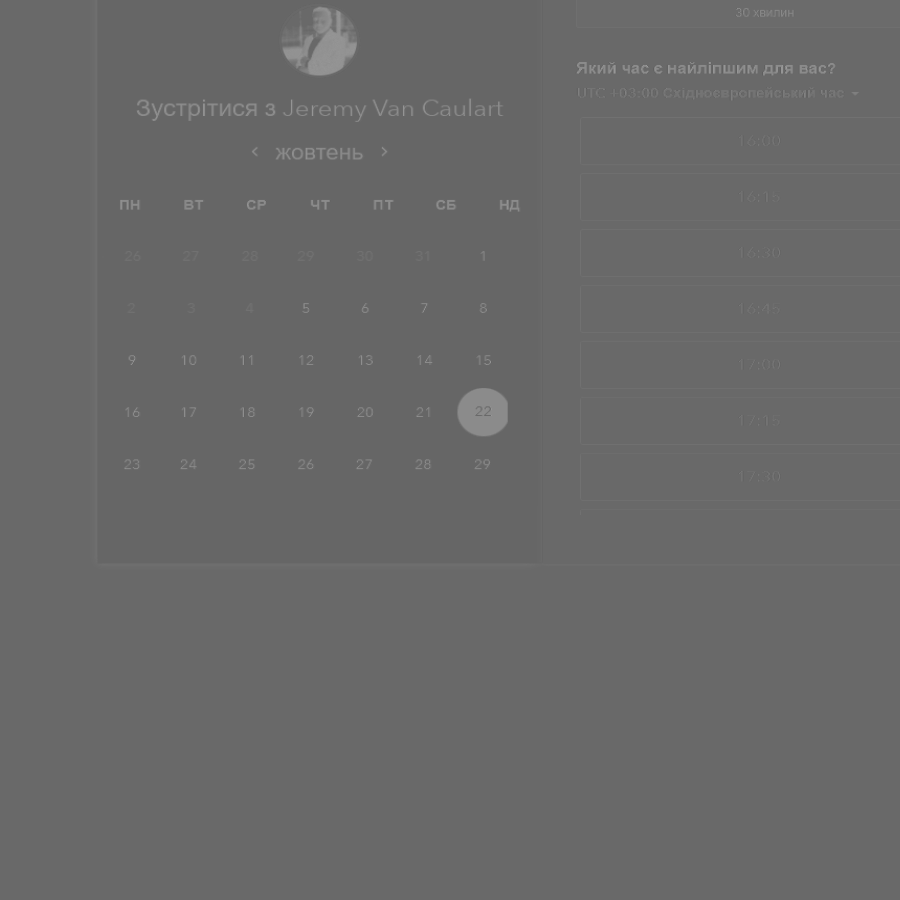 30 хвилин
Зустрітися з Jeremy Van Caulart
жовтень
ПН ВТ СР ЧТ ПТ СБ НД
26 27 28 29 30 31 1
2 3 4 5 6 7 8
9 10 11 12 13 14 15
16 17 18 19 20 21 22
23 24 25 26 27 28 29
Який час є найліпшим для вас?
UTC +03:00 Східноєвропейський час
16:00
16:15
16:30
16:45
17:00
17:15
17:30